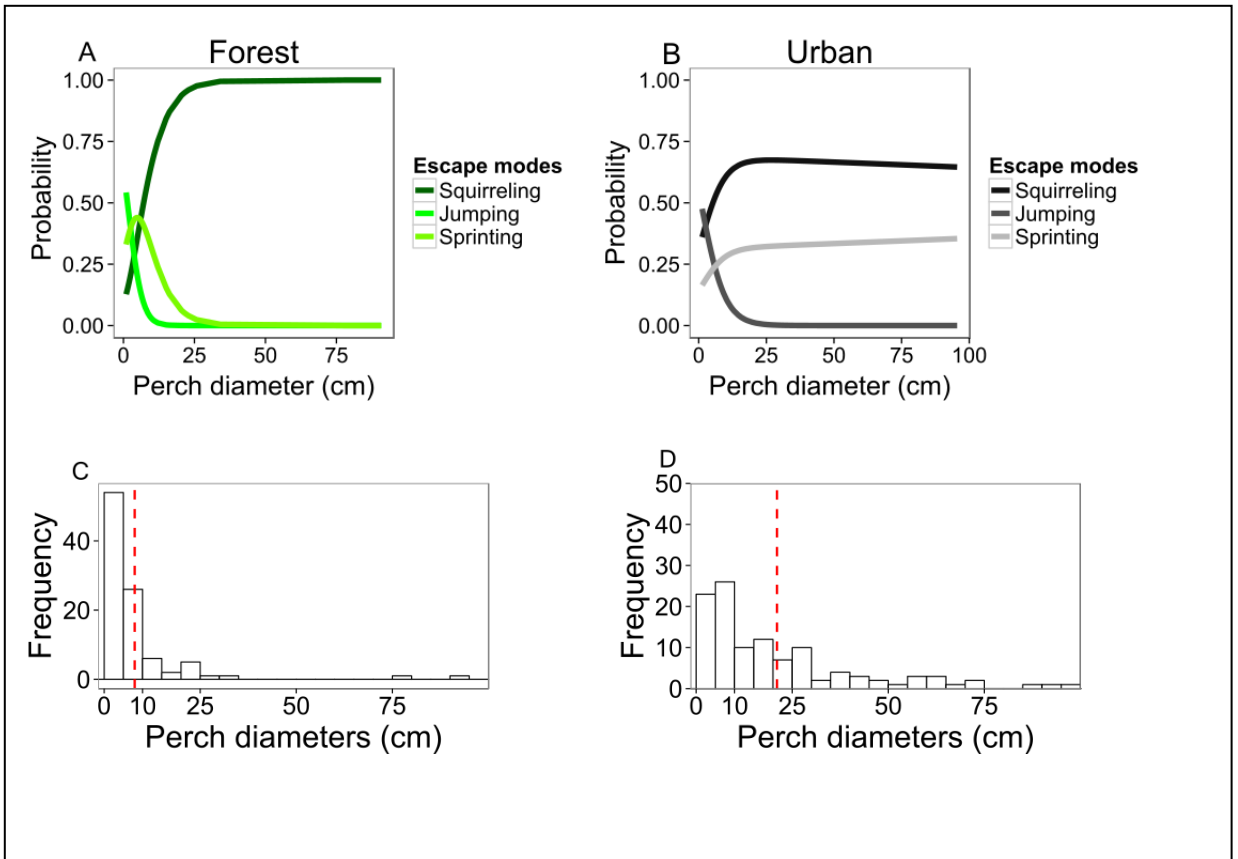 A
Forest
1.00
0.75
0.50
0.25
0.00
Probability
0
25
50
75
Perch diameter (cm)
Escape modes
Squirreling
Jumping
Sprinting
B
Urban
1.00
0.75
0.50
0.25
0.00
Probability
0
25
50
75
100
Perch diameter (cm)
Escape modes
Squirreling
Jumping
Sprinting
C
40
20
0
Frequency
0
10
25
50
75
Perch diameters (cm)
D
50
40
30
20
10
0
Frequency
0
10
25
50
75
Perch diameters (cm)